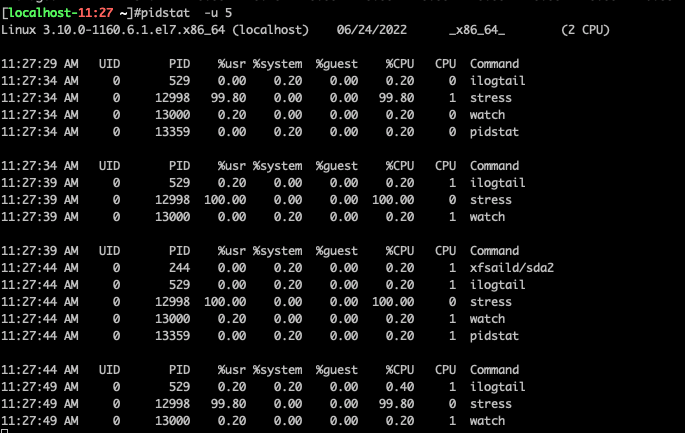 [localhost-11:27 ~]#pidstat  -u 5
Linux 3.10.0-1160.6.1.el7.x86_64 (localhost)    06/24/2022      _x86_64_        (2 CPU)

11:27:29 AM   UID       PID    %usr %system  %guest    %CPU   CPU  Command
11:27:34 AM     0       529    0.00    0.20    0.00    0.20     0  ilogtail
11:27:34 AM     0     12998   99.80    0.00    0.00   99.80     1  stress
11:27:34 AM     0     13000    0.20    0.00    0.00    0.20     0  watch
11:27:34 AM     0     13359    0.00    0.20    0.00    0.20     0  pidstat

11:27:34 AM   UID       PID    %usr %system  %guest    %CPU   CPU  Command
11:27:39 AM     0       529    0.20    0.00    0.00    0.20     1  ilogtail
11:27:39 AM     0     12998  100.00    0.00    0.00  100.00     0  stress
11:27:39 AM     0     13000    0.20    0.00    0.00    0.20     1  watch

11:27:39 AM   UID       PID    %usr %system  %guest    %CPU   CPU  Command
11:27:44 AM     0       244    0.00    0.20    0.00    0.20     1  xfsaild/sda2
11:27:44 AM     0       529    0.00    0.20    0.00    0.20     1  ilogtail
11:27:44 AM     0     12998  100.00    0.00    0.00  100.00     0  stress
11:27:44 AM     0     13000    0.00    0.20    0.00    0.20     1  watch
11:27:44 AM     0     13359    0.00    0.20    0.00    0.20     1  pidstat

11:27:44 AM   UID       PID    %usr %system  %guest    %CPU   CPU  Command
11:27:49 AM     0       529    0.20    0.20    0.00    0.40     1  ilogtail
11:27:49 AM     0     12998   99.80    0.00    0.00   99.80     0  stress
11:27:49 AM     0     13000    0.20    0.00    0.00    0.20     1  watch